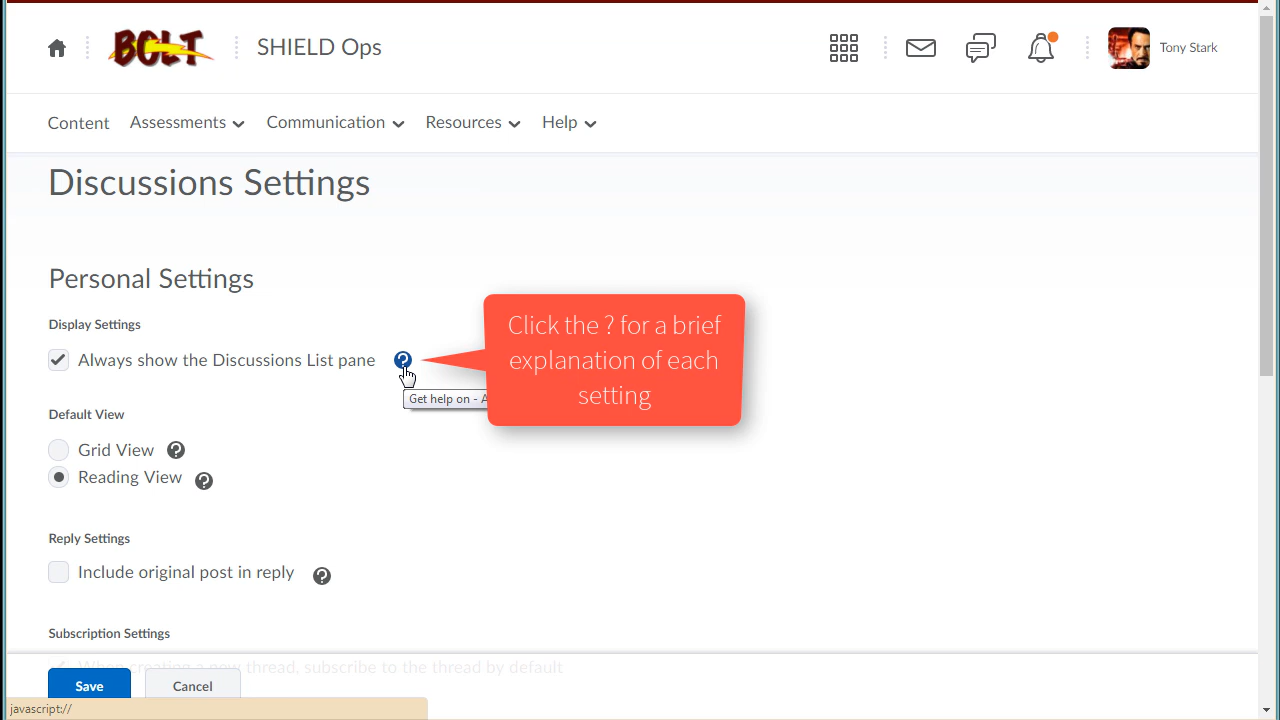 BOLT
SHIELD Ops
Tony Stark
Content
Assessments
Communication
Resources
Help
Discussions Settings
Personal Settings
Display Settings
Always show the Discussions List pane
?
Get help on - A
Click the ? for a brief
explanation of each
setting
Default View
Grid View ?
Reading View ?
Reply Settings
Include original post in reply ?
Subscription Settings
When creating a new thread, subscribe to the thread by default
Save
Cancel
javascript://